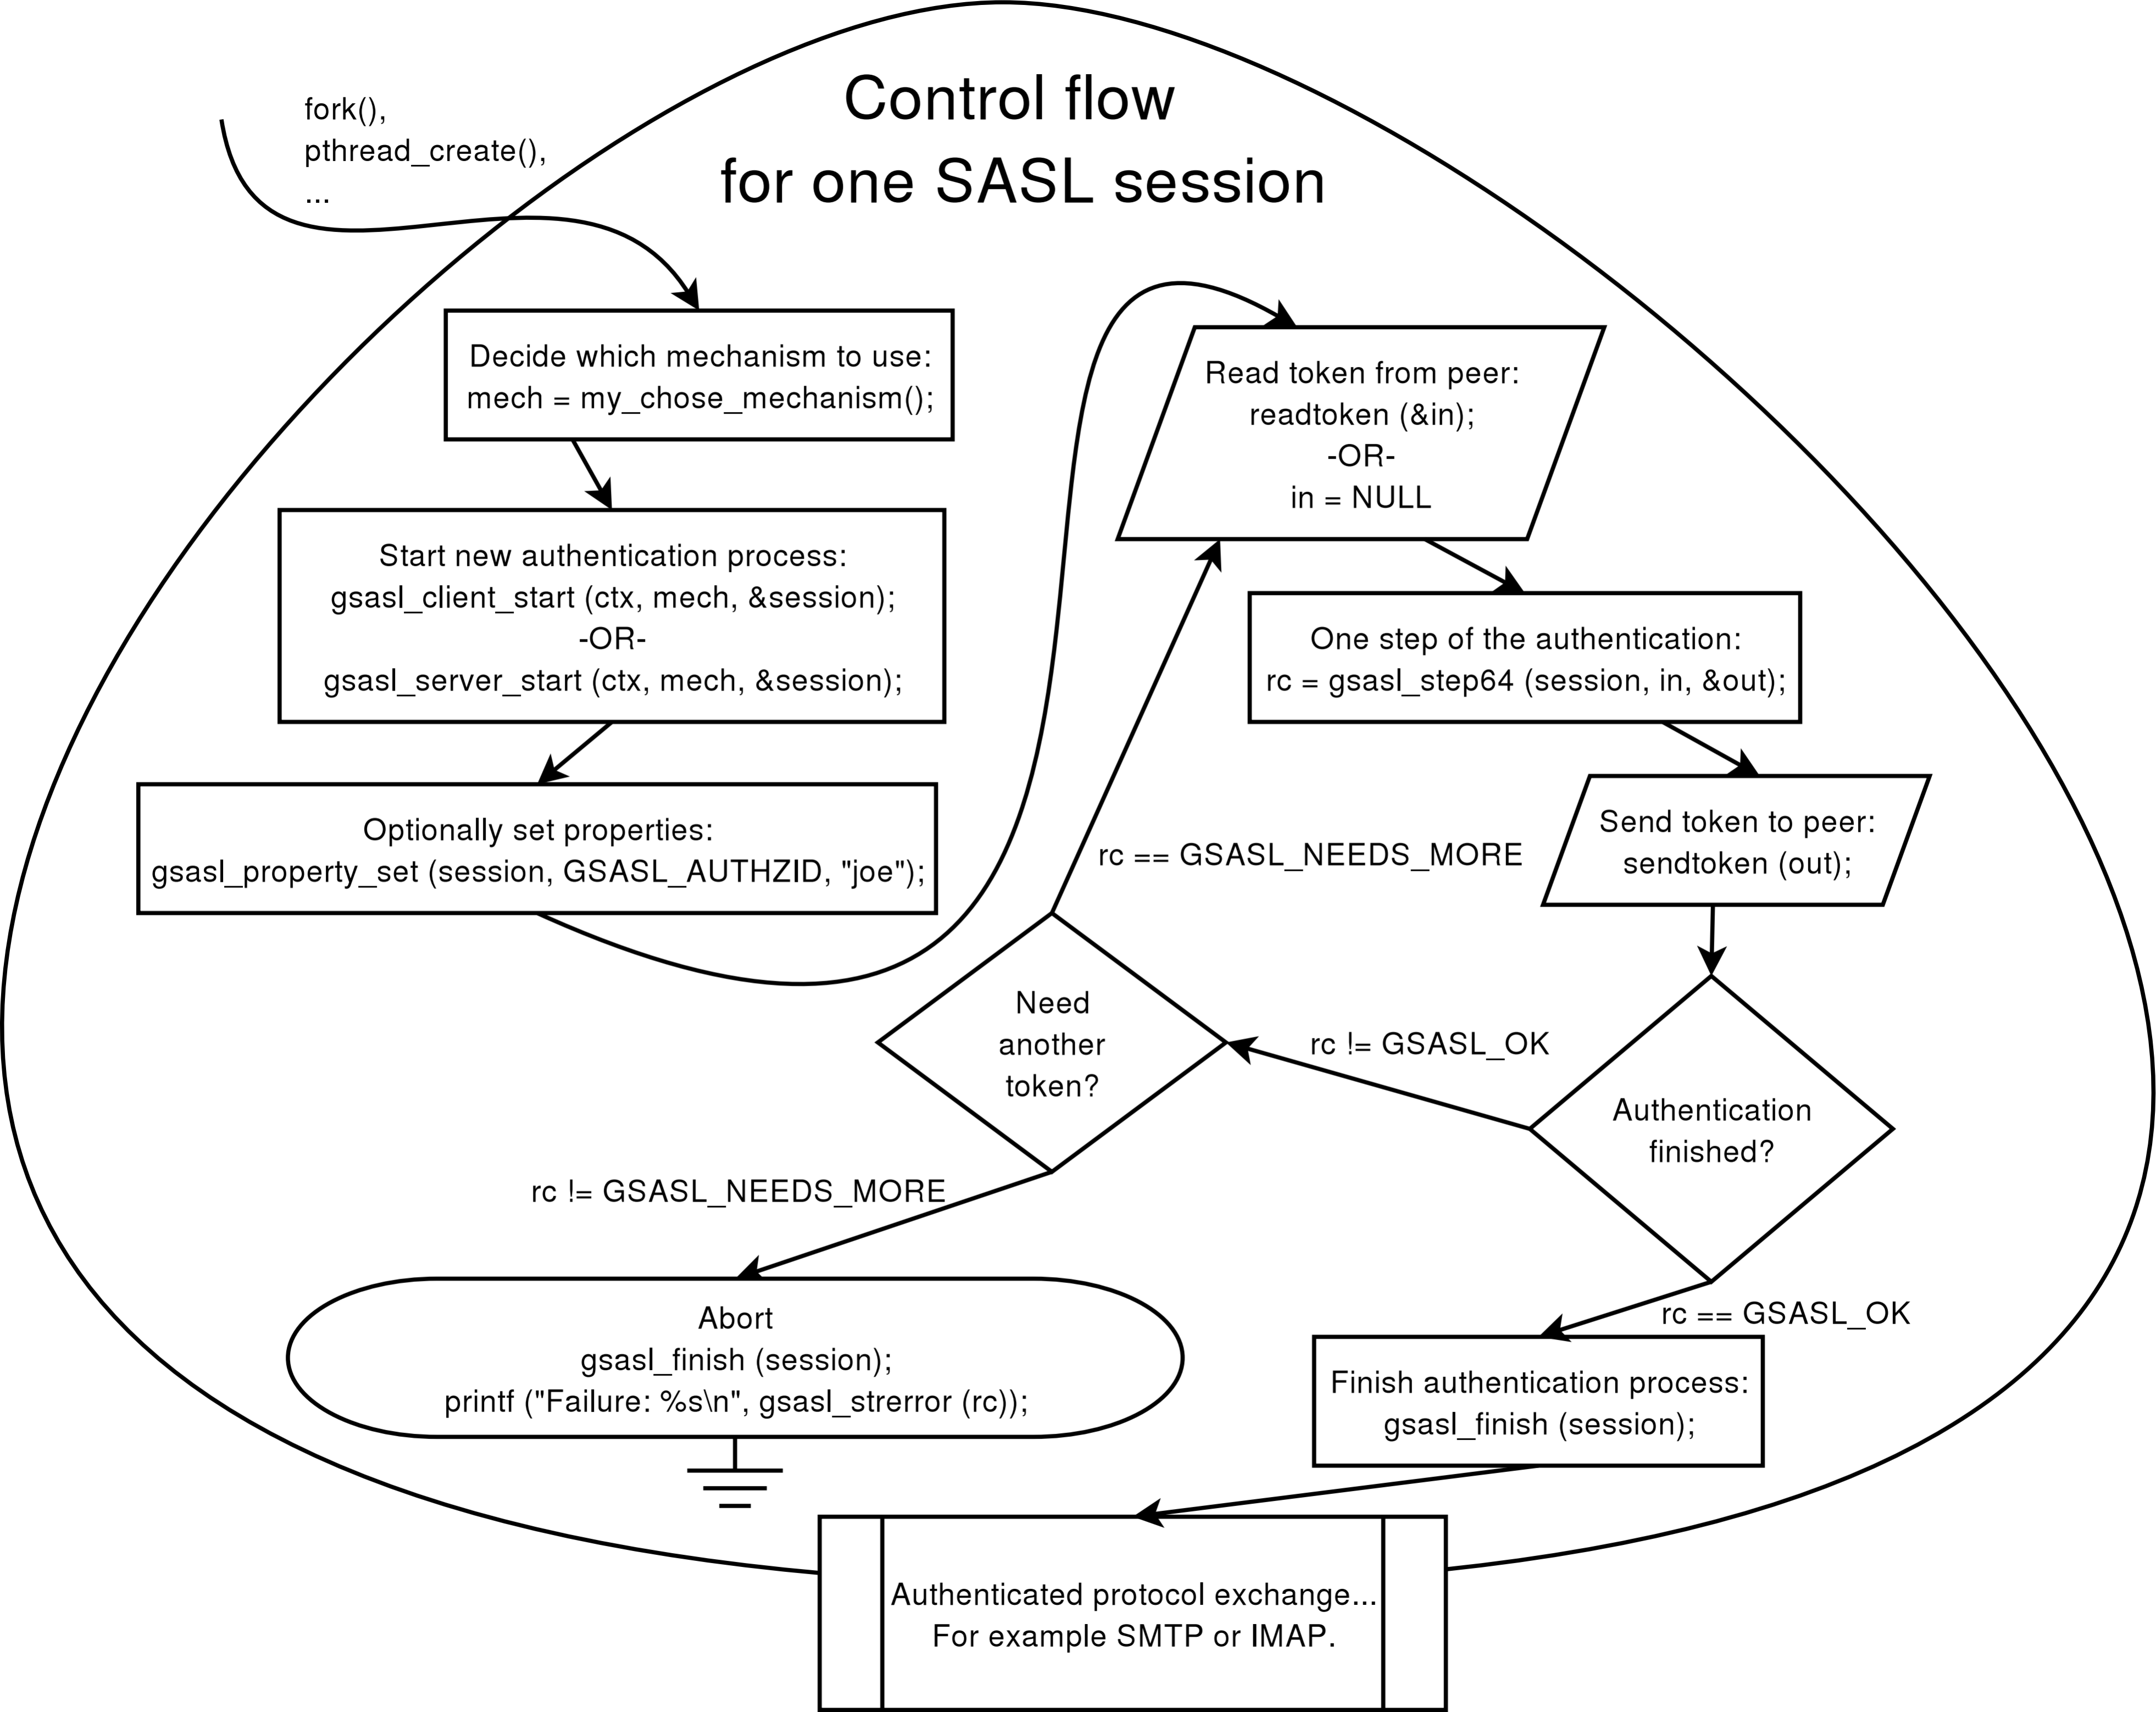 Control flow
for one SASL session
fork(),
pthread_create(),
...
Decide which mechanism to use:
mech = my_chose_mechanism();
Start new authentication process:
gsasl_client_start (ctx, mech, &session);
-OR-
gsasl_server_start (ctx, mech, &session);
Optionally set properties:
gsasl_property_set (session, GSASL_AUTHZID, "joe");
Read token from peer:
readtoken (&in);
-OR-
in = NULL
One step of the authentication:
rc = gsasl_step64 (session, in, &out);
Send token to peer:
sendtoken (out);
Authentication
finished?
rc != GSASL_OK
Need
another
token?
rc == GSASL_NEEDS_MORE
rc != GSASL_NEEDS_MORE
Abort
gsasl_finish (session);
printf ("Failure: %s\n", gsasl_strerror (rc));
rc == GSASL_OK
Finish authentication process:
gsasl_finish (session);
Authenticated protocol exchange...
For example SMTP or IMAP.